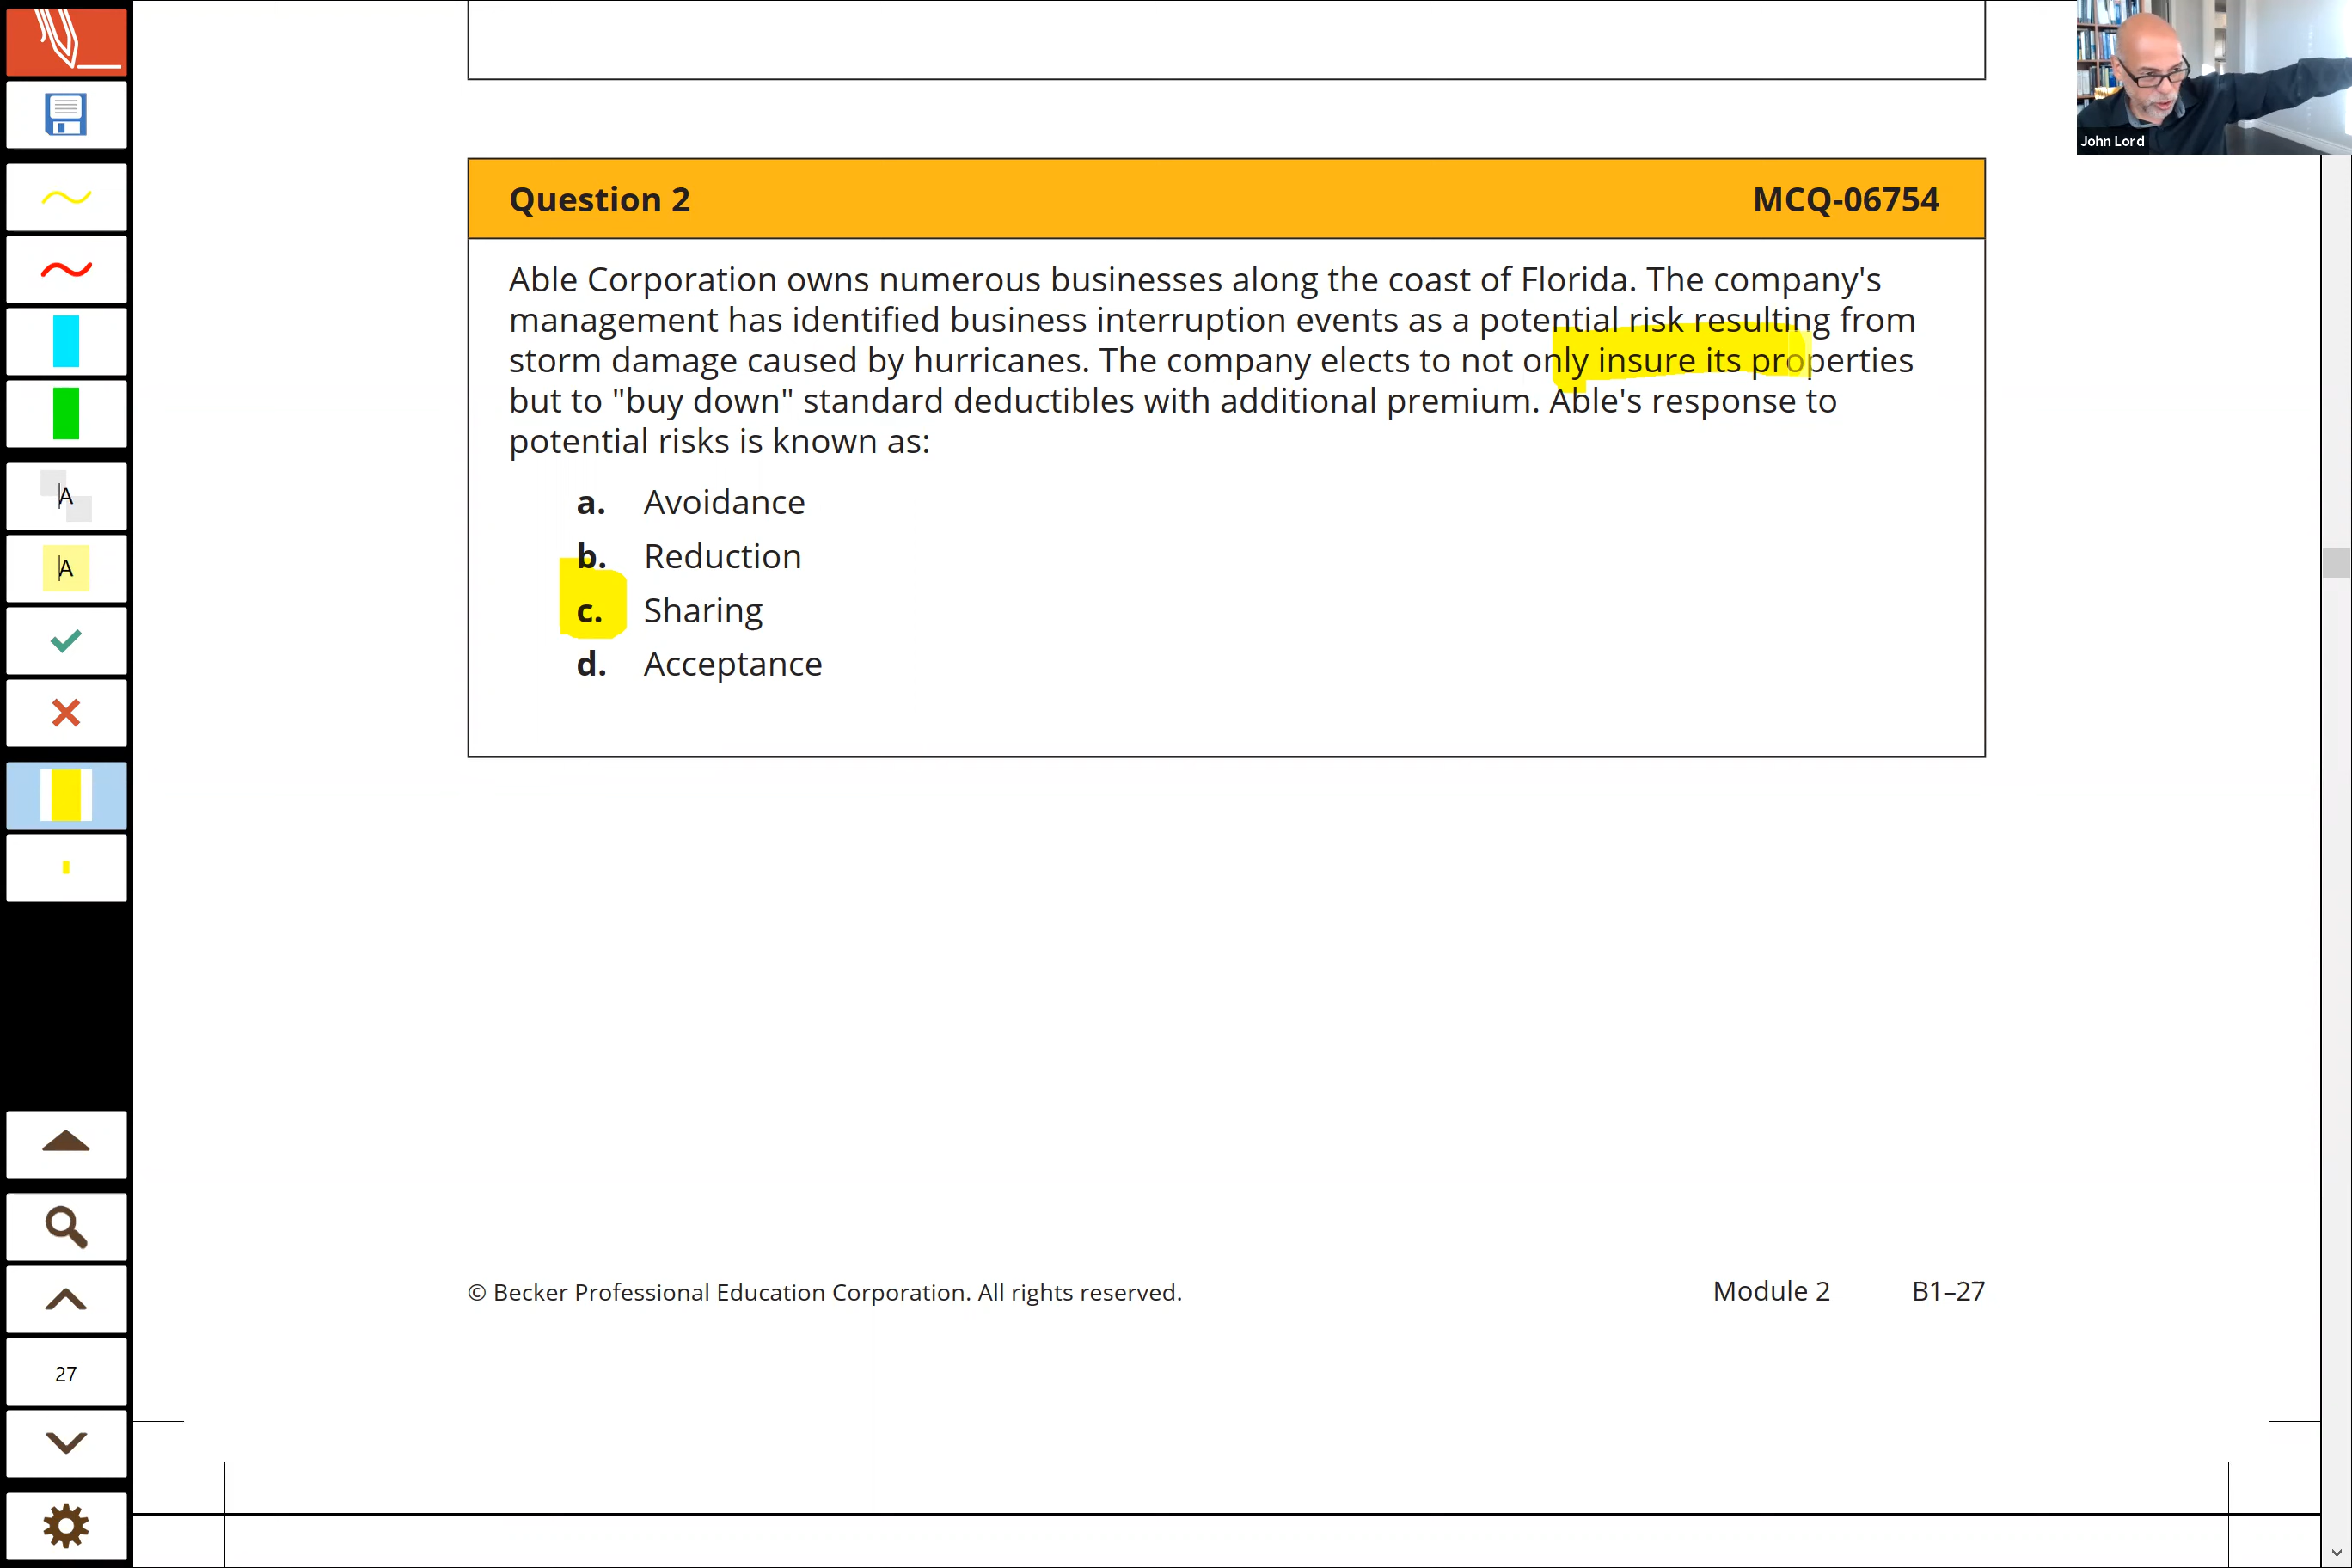 John Lord
Question 2 MCQ-06754
Able Corporation owns numerous businesses along the coast of Florida. The company's
management has identified business interruption events as a potential risk resulting from
storm damage caused by hurricanes. The company elects to not only insure its properties
but to "buy down" standard deductibles with additional premium. Able's response to
potential risks is known as:
a. Avoidance
b. Reduction
c. Sharing
d. Acceptance
A
A
27
© Becker Professional Education Corporation. All rights reserved. Module 2 B1–27